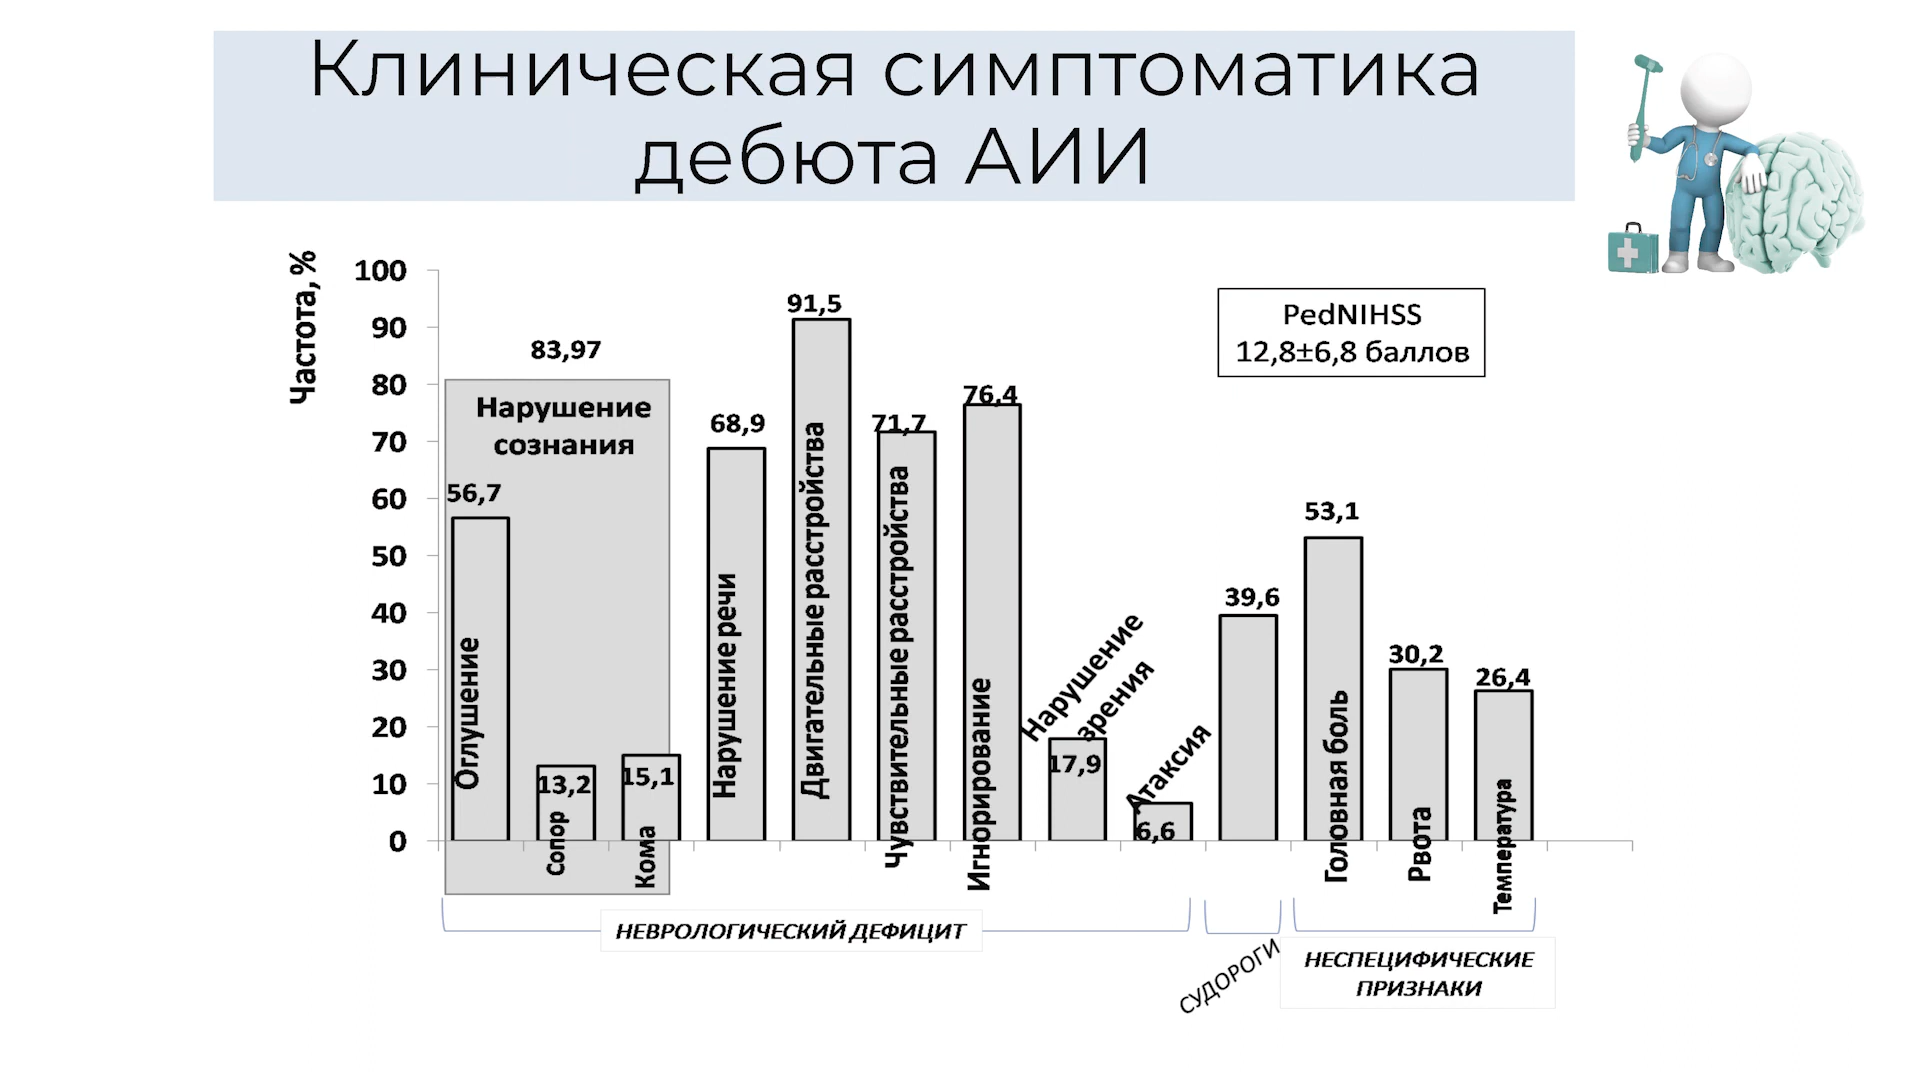 Клиническая симптоматика
дебюта АИИ
Частота, %
100
90
80
70
60
50
40
30
20
10
0
83,97
Нарушение
сознания
56,7
Оглушение
13,2
Сопор
15,1
Кома
68,9
Нарушение речи
91,5
Двигательные расстройства
71,7
Чувствительные расстройства
76,4
Игнорирование
Нарушение
зрения
17,9
Атаксия
6,6
39,6
53,1
Головная боль
30,2
Рвота
26,4
Температура
PedNIHSS
12,8±6,8 баллов
НЕВРОЛОГИЧЕСКИЙ ДЕФИЦИТ
СУДОРОГИ
НЕСПЕЦИФИЧЕСКИЕ
ПРИЗНАКИ